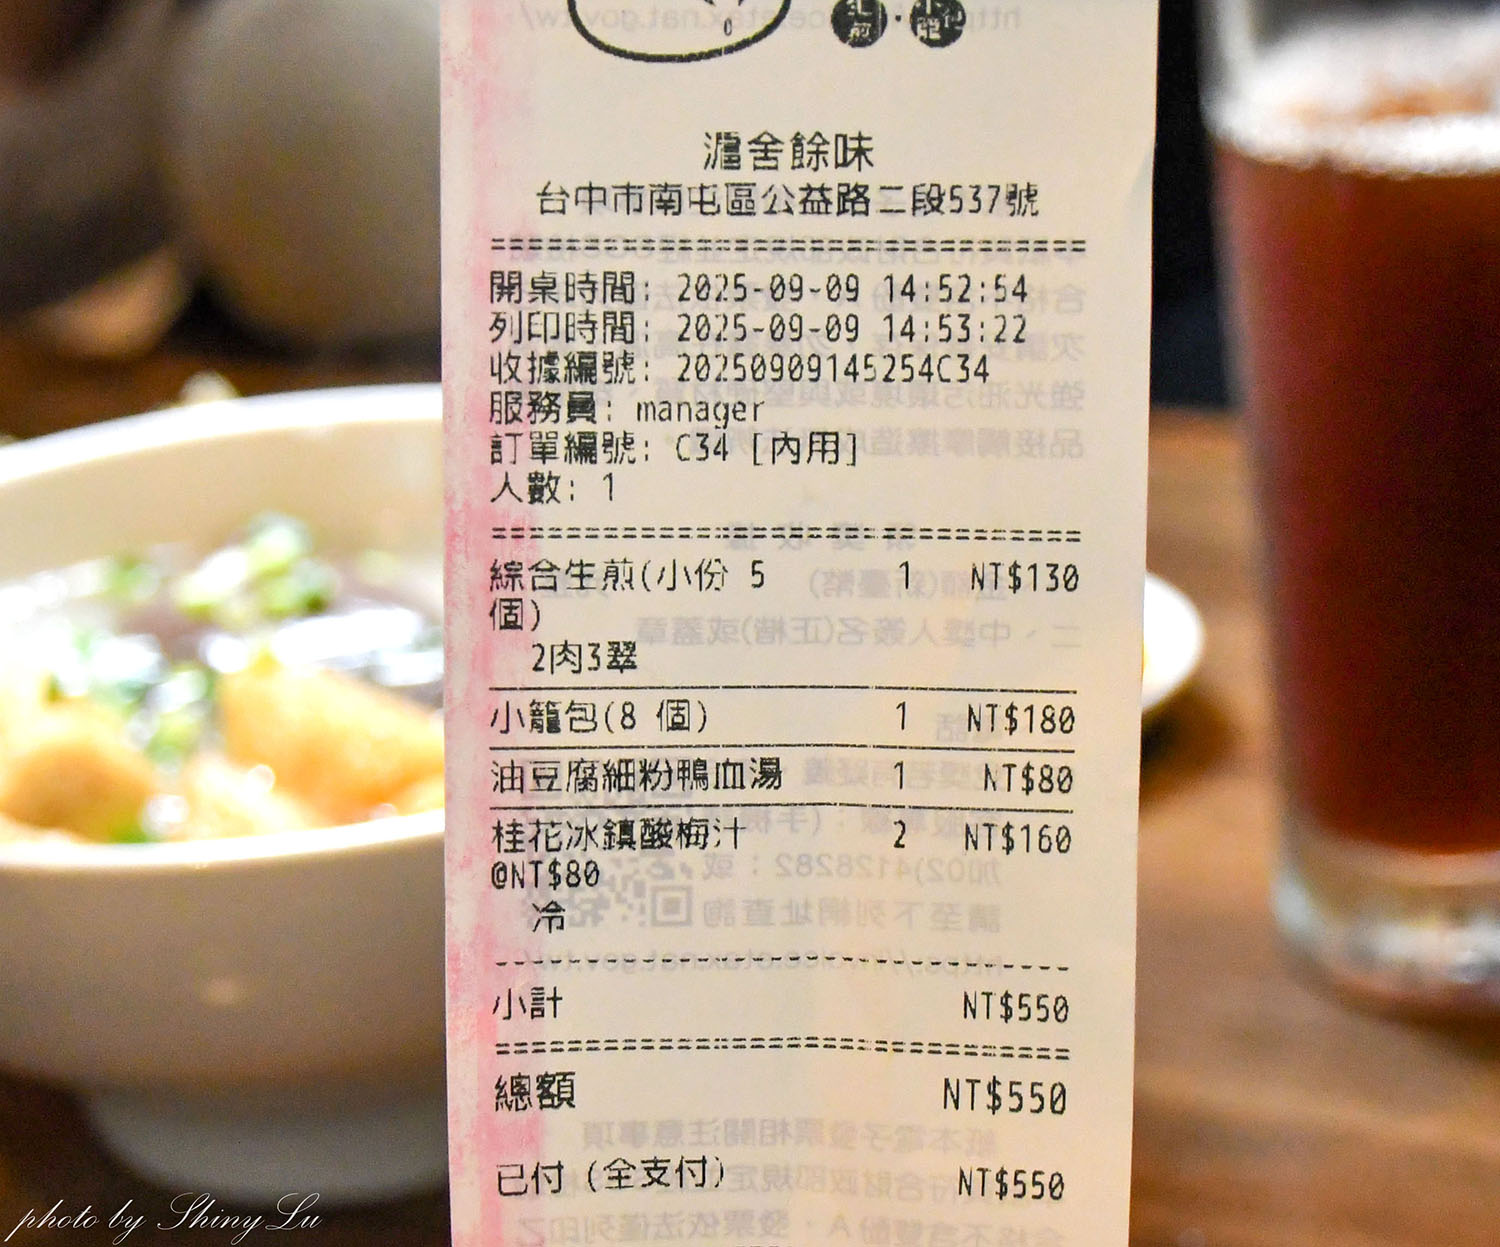 滬舍餘味
台中市南屯區公益路二段537號
開桌時間: 2025-09-09 14:52:54
列印時間: 2025-09-09 14:53:22
收據編號: 20250909145254C34
服務員: manager
訂單編號: C34 [內用]
人數: 1
綜合生煎(小份 5 1 NT$130
個)
2肉3翠
小籠包(8 個) 1 NT$180
油豆腐細粉鴨血湯 1 NT$80
桂花冰鎮酸梅汁 2 NT$160
@NT$80
冷
小計 NT$550
總額 NT$550
已付 (全支付) NT$550
photo by ShinyLu